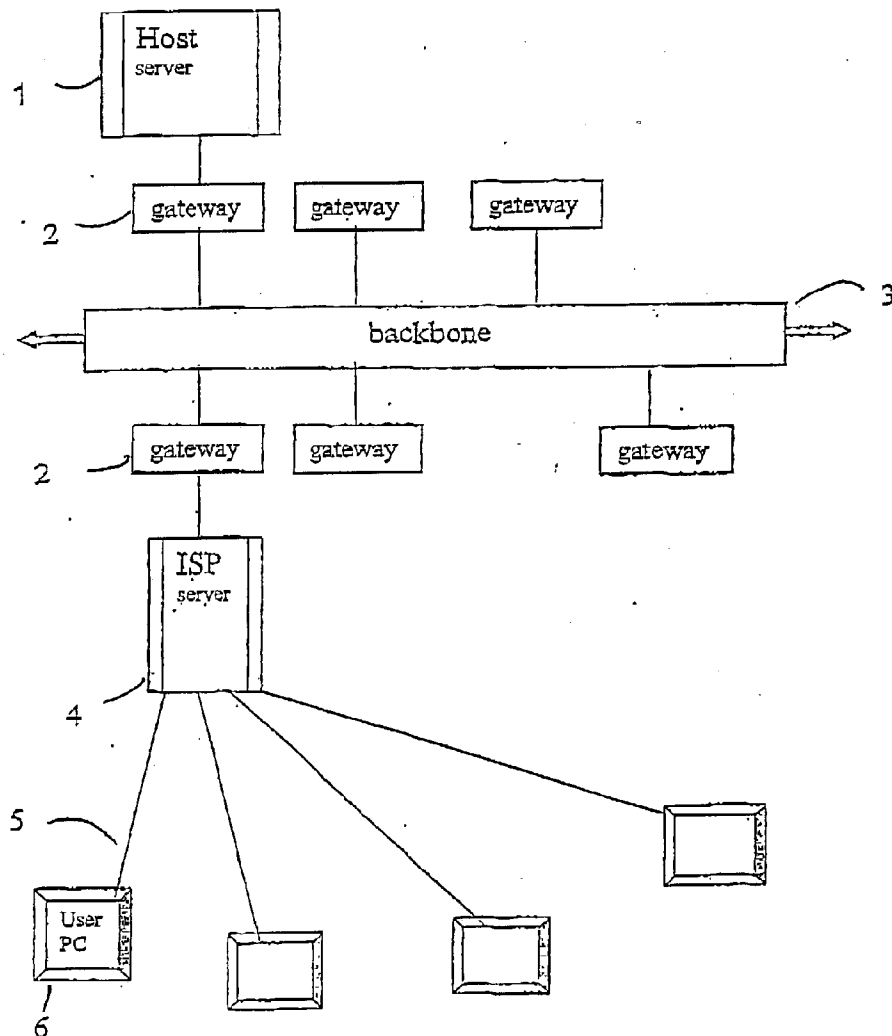 Host
server
1
gateway
gateway
gateway
2
3
backbone
gateway
gateway
gateway
2
ISP
server
4
5
User
PC
6